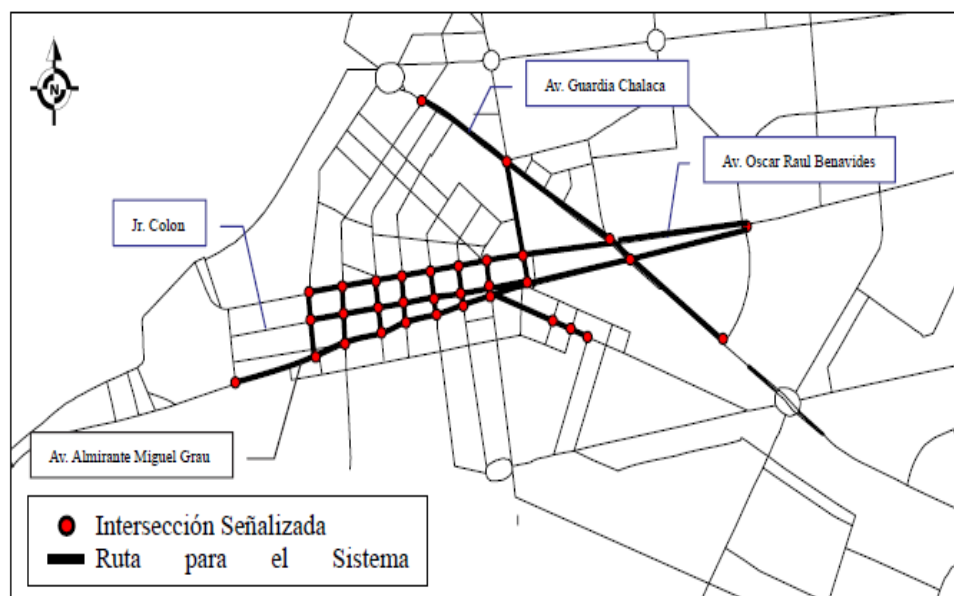 N
Av. Guardia Chalaca
Av. Oscar Raul Benavides
Jr. Colon
Av. Almirante Miguel Grau
Intersección Señalizada
Ruta para el Sistema